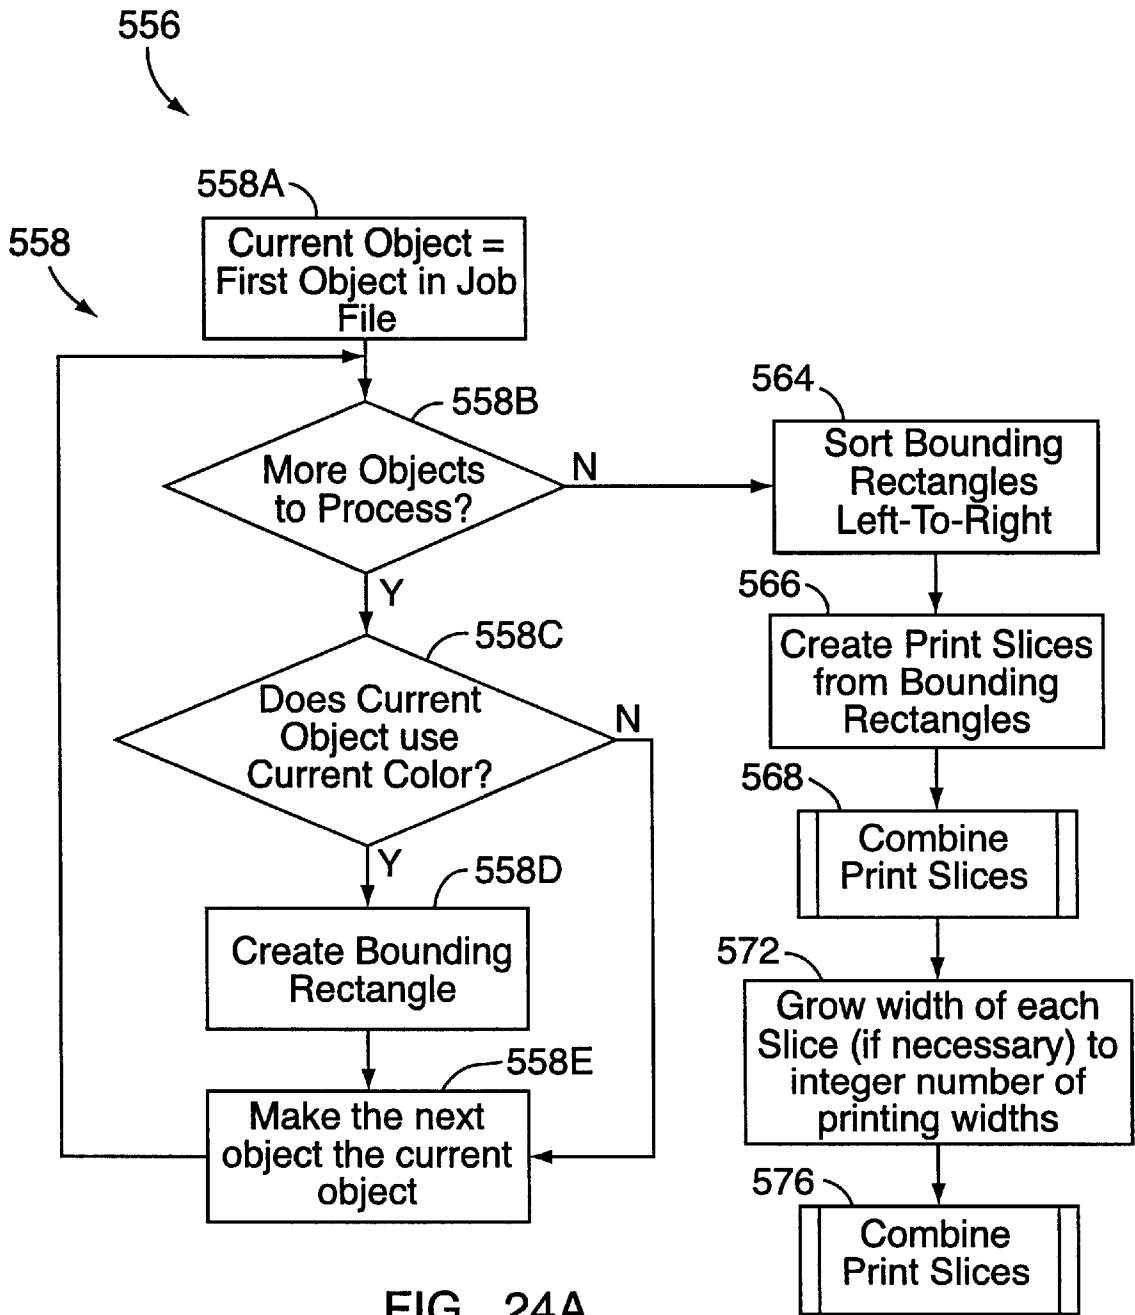 556
558A
558
Current Object =
First Object in Job
File
558B
More Objects
to Process?
N
Y
558C
Does Current
Object use
Current Color?
N
Y
558D
Create Bounding
Rectangle
558E
Make the next
object the current
object
564
Sort Bounding
Rectangles
Left-To-Right
566
Create Print Slices
from Bounding
Rectangles
568
Combine
Print Slices
572
Grow width of each
Slice (if necessary) to
integer number of
printing widths
576
Combine
Print Slices
FIG. 24A